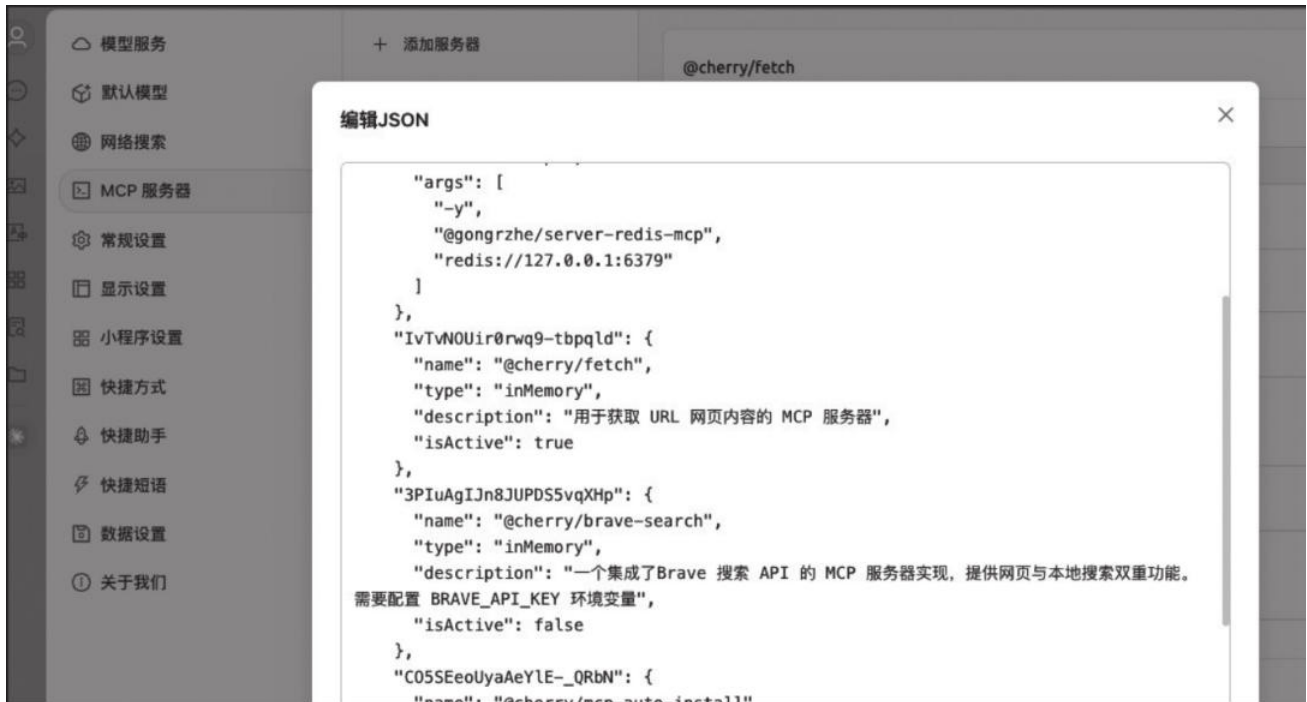 模型服务
默认模型
网络搜索
MCP 服务器
常规设置
显示设置
小程序设置
快捷方式
快捷助手
快捷短语
数据设置
关于我们
添加服务器
@cherry/fetch
编辑JSON
"args": [
"-y",
"@gongrzhe/server-redis-mcp",
"redis://127.0.0.1:6379"
]
},
"IvTvNOUir0rwq9-tbpqld": {
"name": "@cherry/fetch",
"type": "inMemory",
"description": "用于获取 URL 网页内容的 MCP 服务器",
"isActive": true
},
"3PIuAgIJn8JUPDS5vqXHp": {
"name": "@cherry/brave-search",
"type": "inMemory",
"description": "一个集成了Brave 搜索 API 的 MCP 服务器实现，提供网页与本地搜索双重功能。
需要配置 BRAVE_API_KEY 环境变量",
"isActive": false
},
"CO5SEeoUyaAeYlE-_QRbN": {
"name": "@cherry/mcp-auto-install"